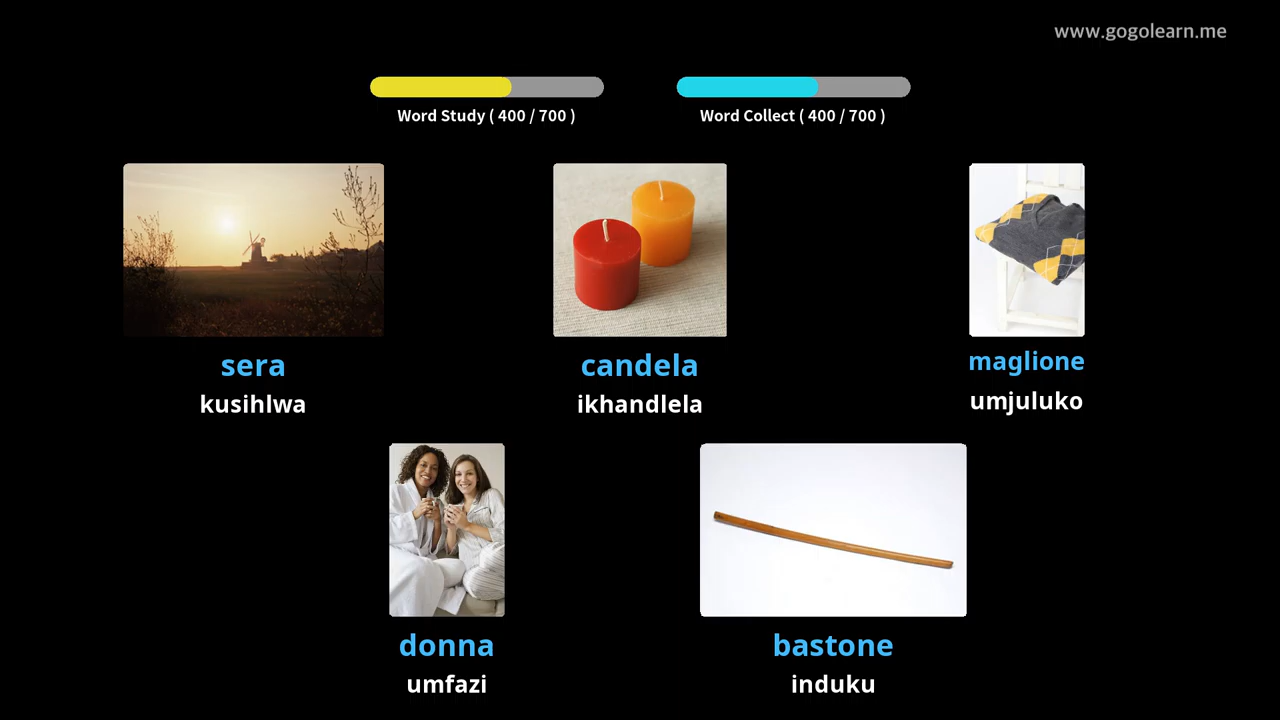 www.gogolearn.me
Word Study ( 400 / 700 )
Word Collect ( 400 / 700 )
sera
kusihlwa
candela
ikhandlela
maglione
umjuluko
donna
umfazi
bastone
induku